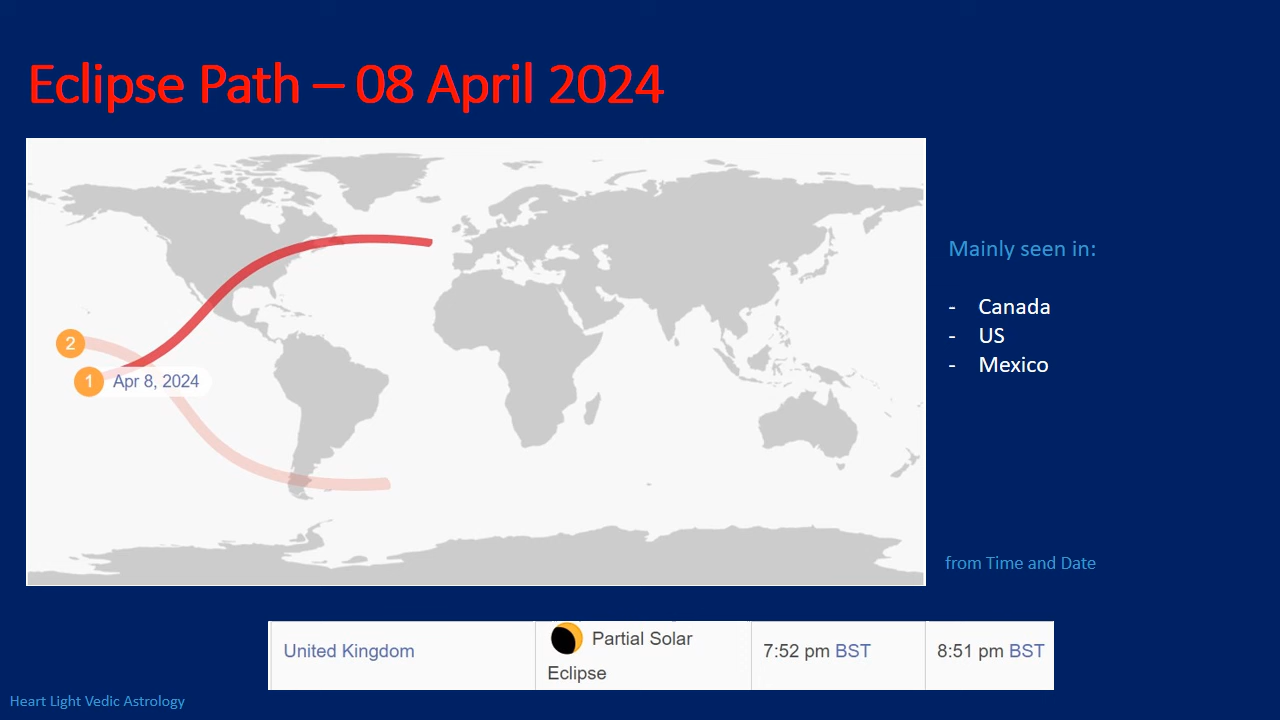 Eclipse Path – 08 April 2024
2
1 Apr 8, 2024
Mainly seen in:
- Canada
- US
- Mexico
from Time and Date
United Kingdom
Partial Solar
Eclipse
7:52 pm BST
8:51 pm BST
Heart Light Vedic Astrology